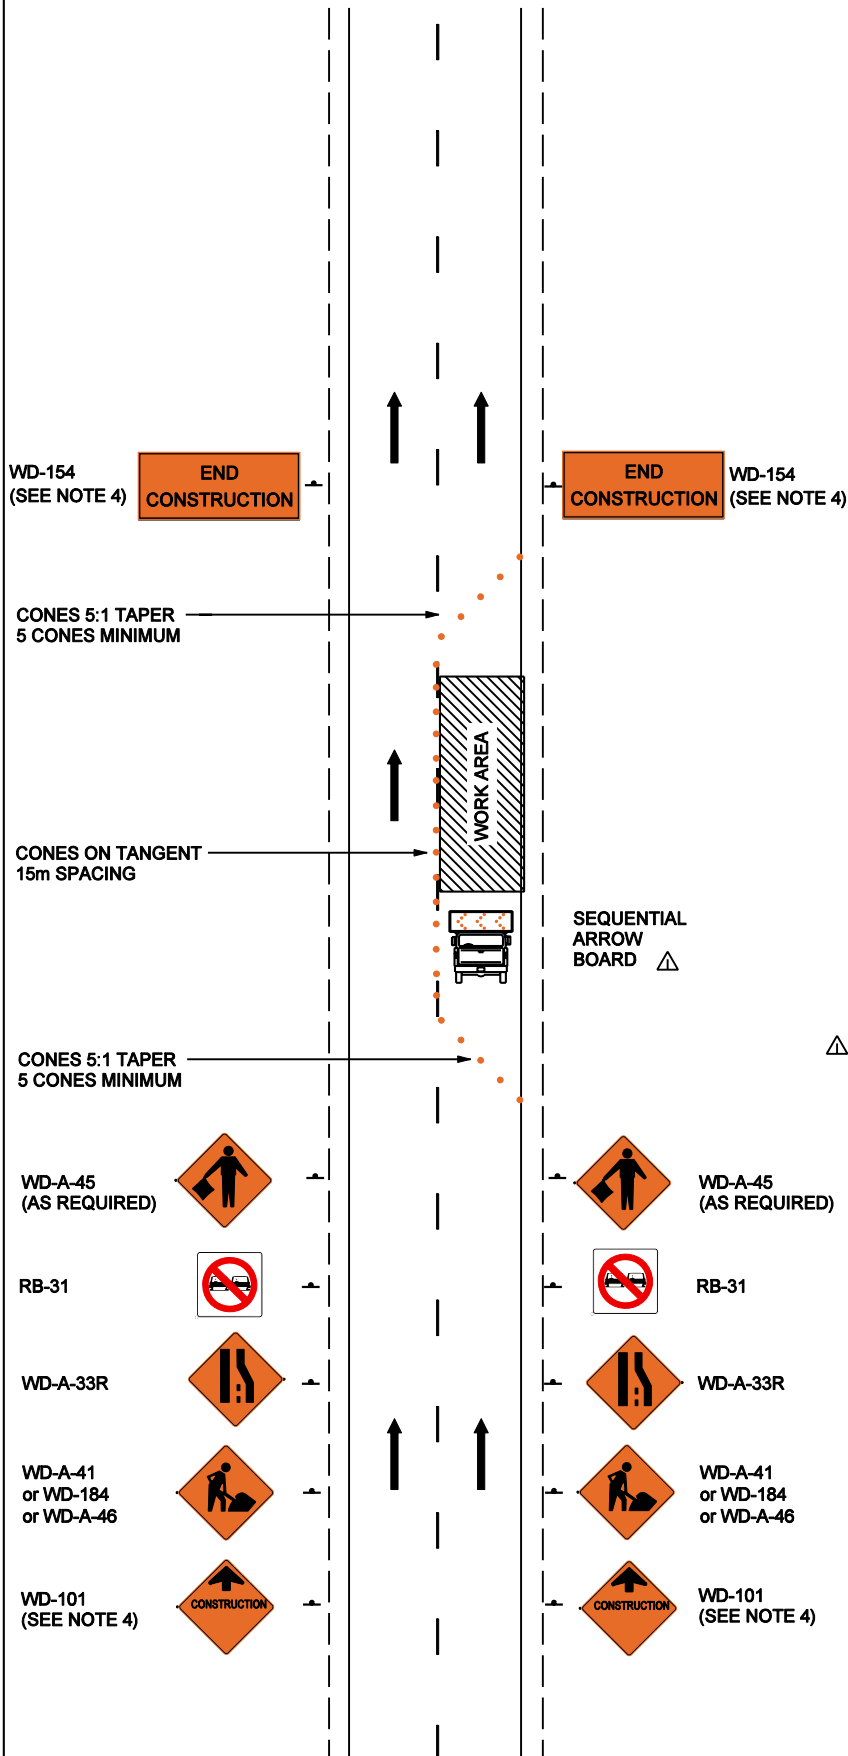 WD-154
(SEE NOTE 4)
END
CONSTRUCTION
END
CONSTRUCTION
WD-154
(SEE NOTE 4)
CONES 5:1 TAPER
5 CONES MINIMUM
WORK AREA
CONES ON TANGENT
15m SPACING
SEQUENTIAL
ARROW
BOARD
CONES 5:1 TAPER
5 CONES MINIMUM
WD-A-45
(AS REQUIRED)
WD-A-45
(AS REQUIRED)
RB-31
RB-31
WD-A-33R
WD-A-33R
WD-A-41
or WD-184
or WD-A-46
WD-A-41
or WD-184
or WD-A-46
WD-101
(SEE NOTE 4)
CONSTRUCTION
CONSTRUCTION
WD-101
(SEE NOTE 4)